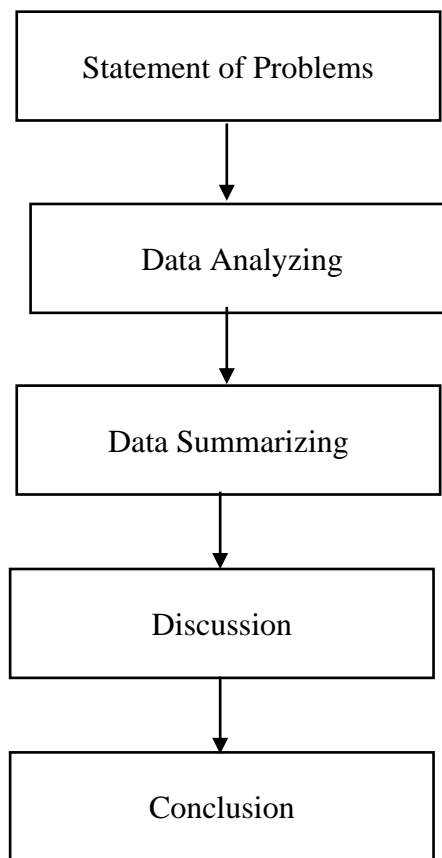 Statement of Problems
Data Analyzing
Data Summarizing
Discussion
Conclusion